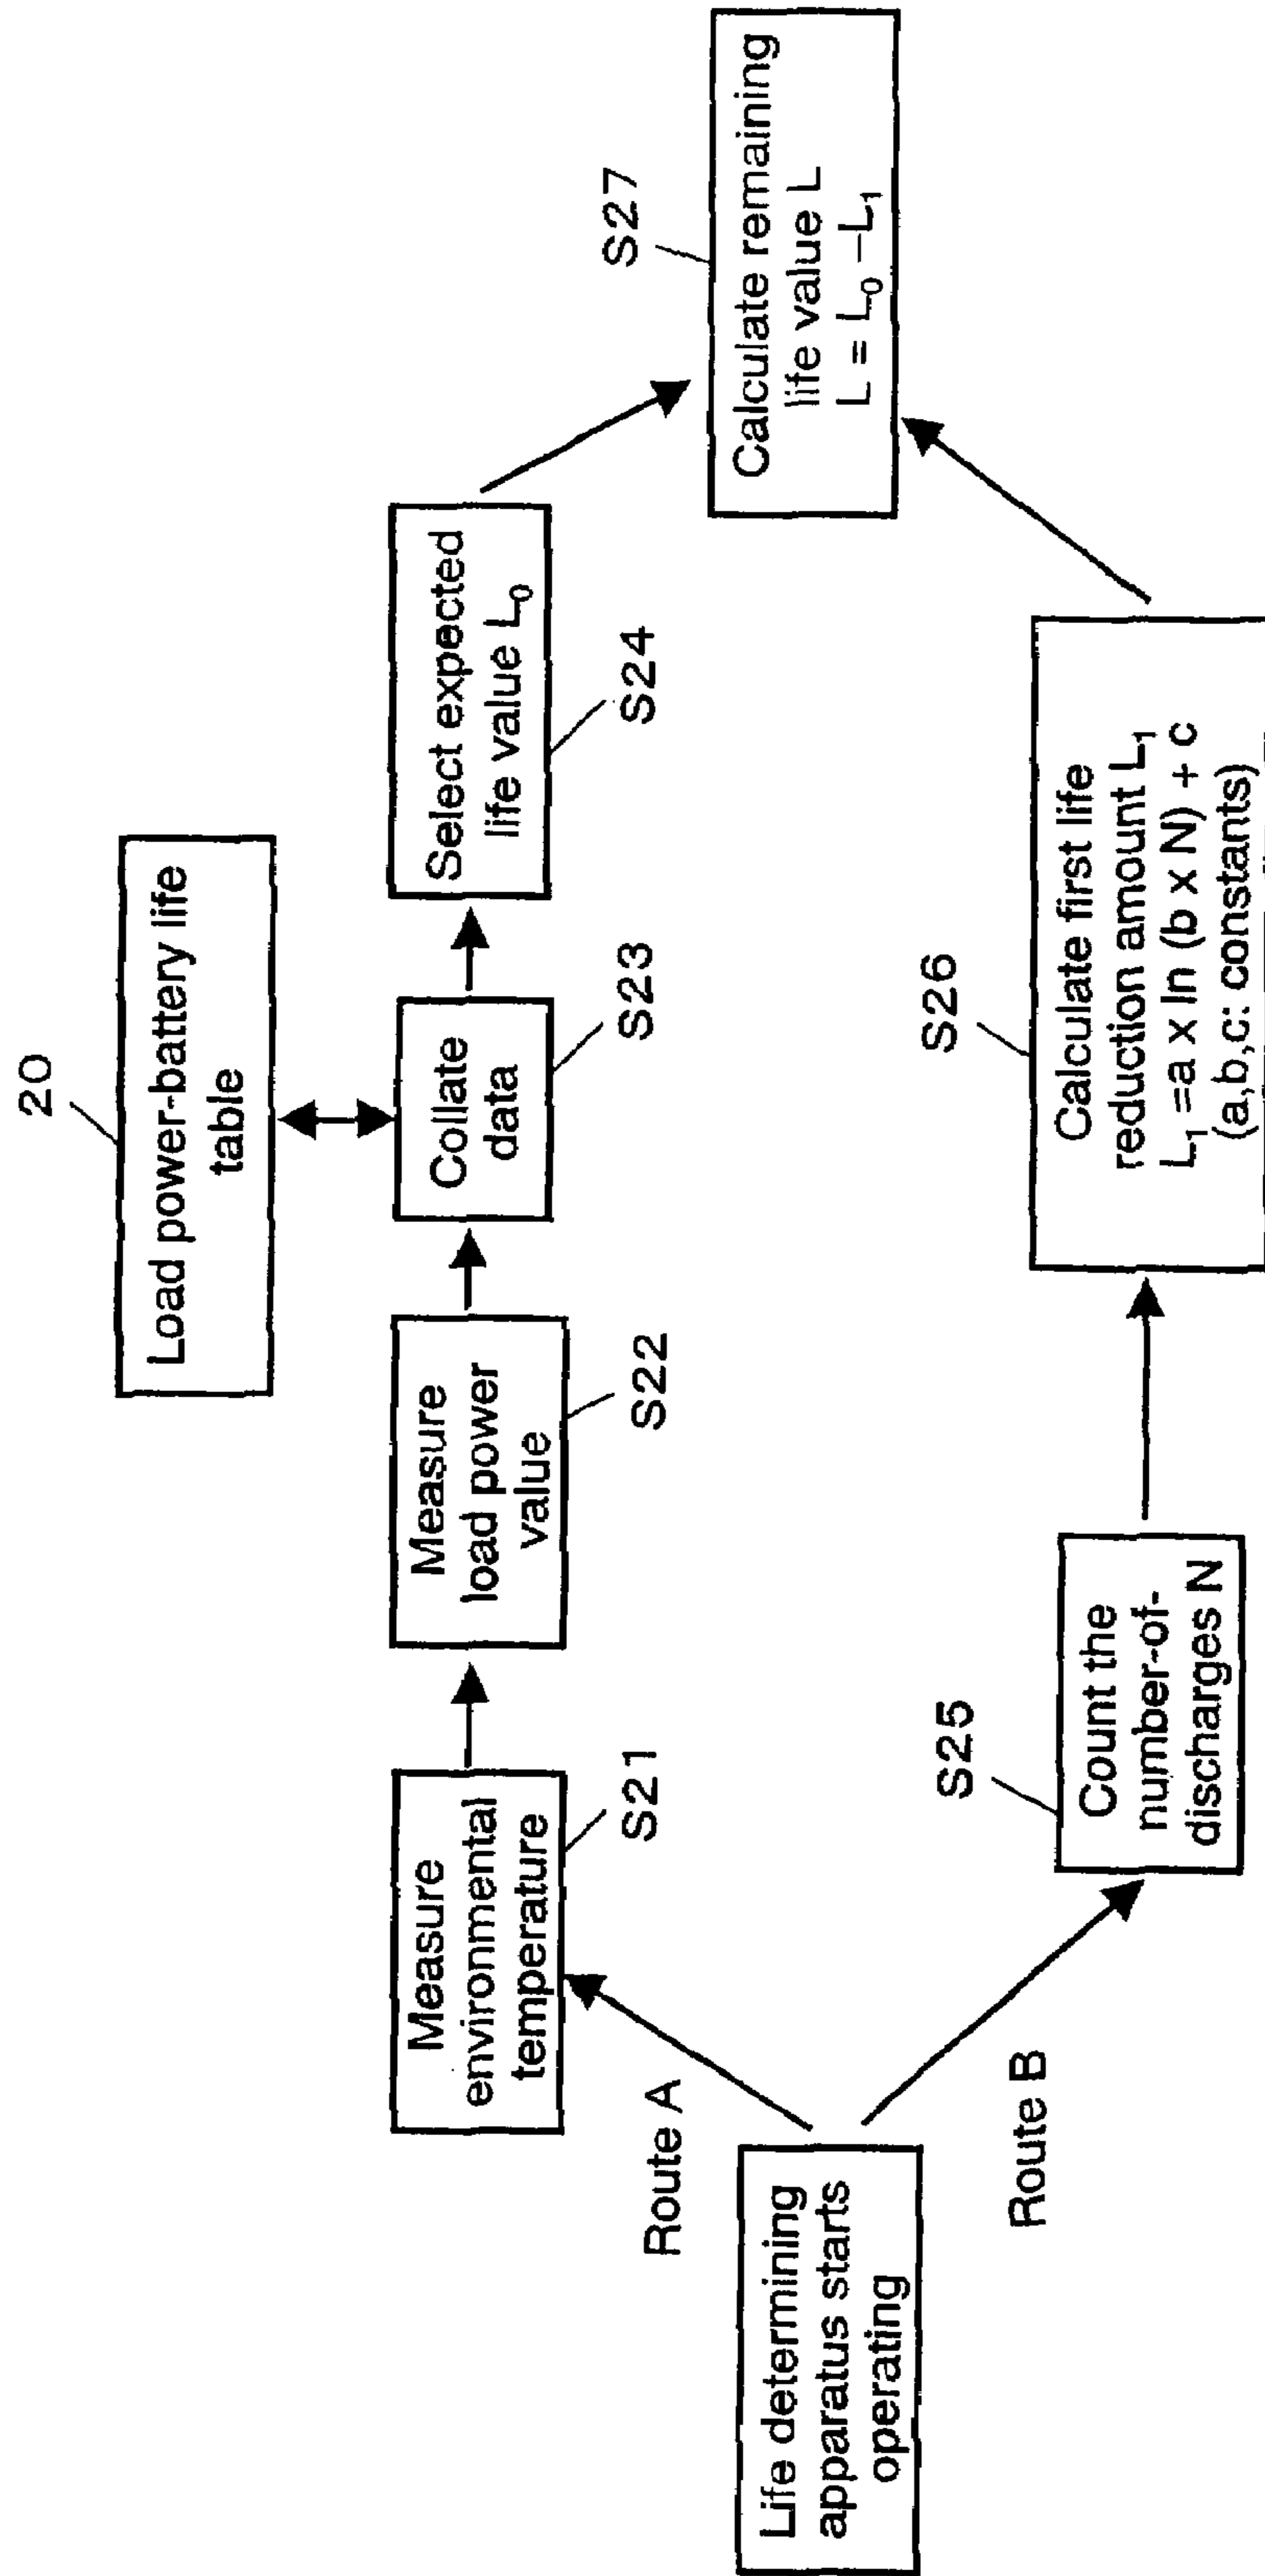 Life determining
apparatus starts
operating
Route A
Measure
environmental
temperature
S21
Measure
load power
value
S22
Collate
data
S23
20
Load power-battery life
table
Select expected
life value L₀
S24
Route B
S25
Count the
number-of-
discharges N
S26
Calculate first life
reduction amount L₁
L₁ =a x ln (b x N) + c
(a,b,c: constants)
S27
Calculate remaining
life value L
L = L₀ –L₁